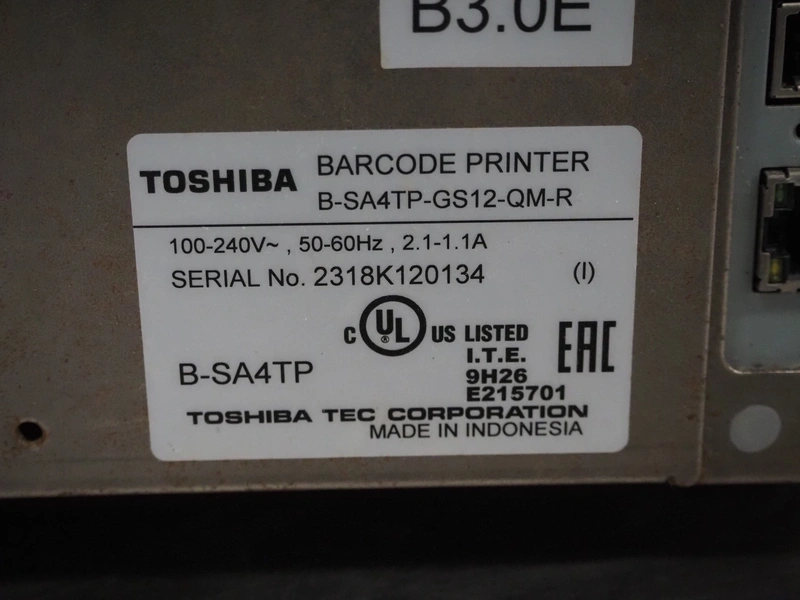 B3.0E
TOSHIBA
BARCODE PRINTER
B-SA4TP-GS12-QM-R
100-240V~ , 50-60Hz , 2.1-1.1A
SERIAL No. 2318K120134 (I)
C UL ® US LISTED
I.T.E.
9H26
E215701
EAC
B-SA4TP
TOSHIBA TEC CORPORATION
MADE IN INDONESIA